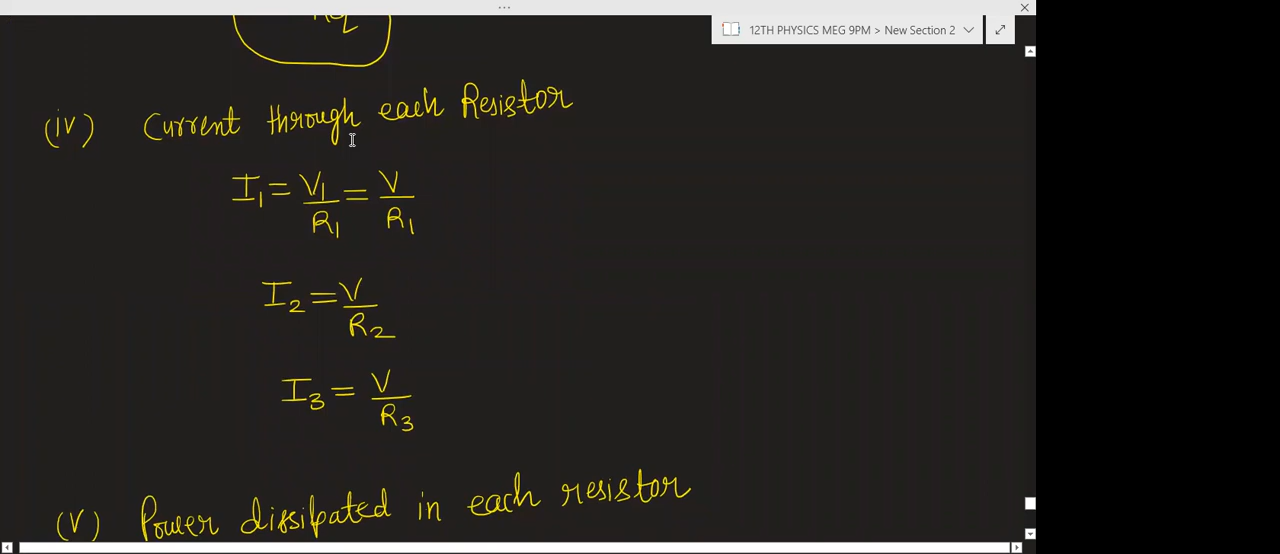 12TH PHYSICS MEG 9PM > New Section 2
Req
(iv) Current through each Resistor
I₁ = V₁/R₁ = V/R₁
I₂ = V/R₂
I₃ = V/R₃
(V) Power dissipated in each resistor